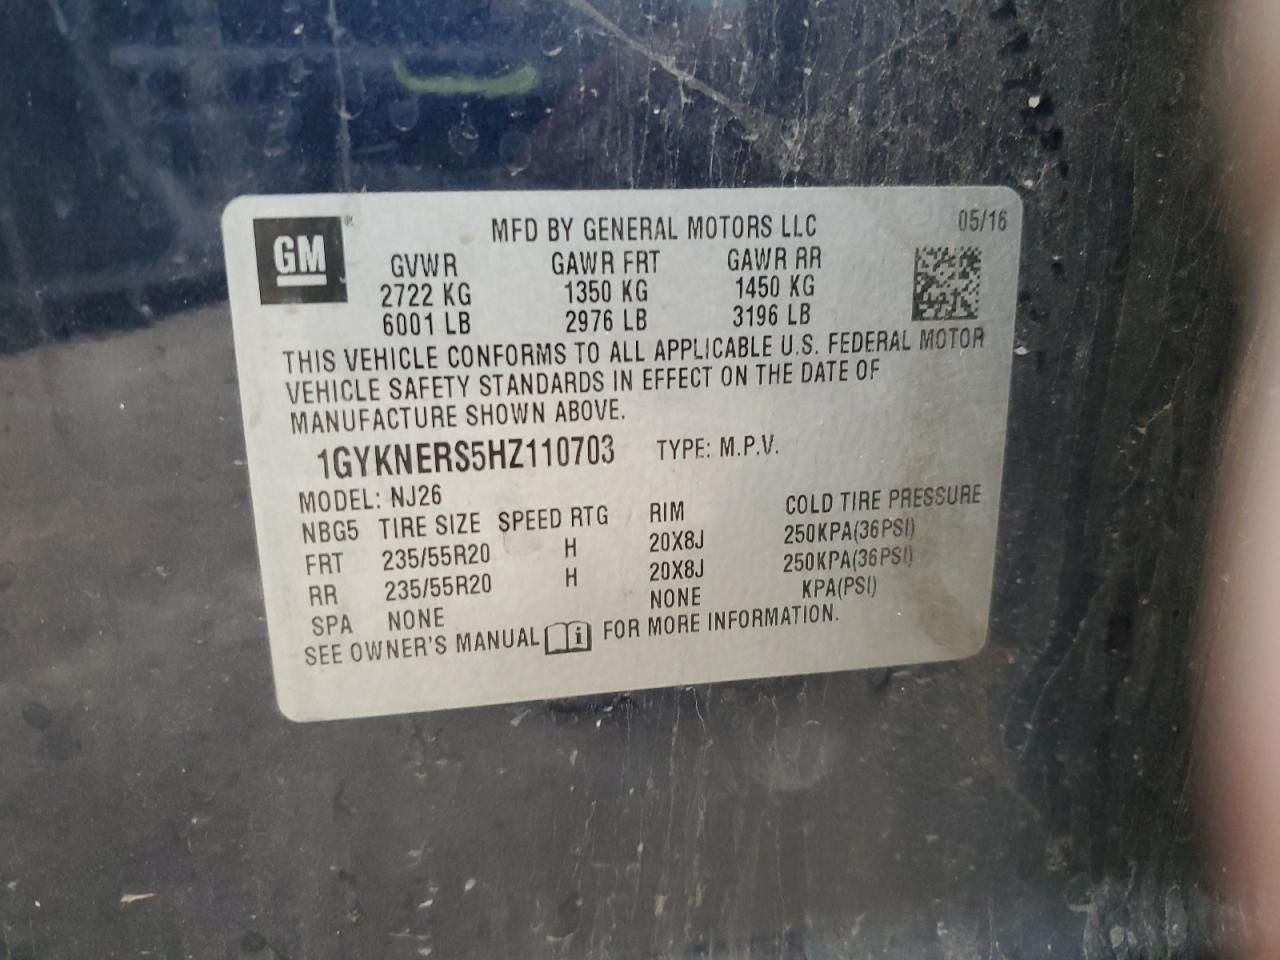 GM
MFD BY GENERAL MOTORS LLC 05/16
GVWR GAWR FRT GAWR RR
2722 KG 1350 KG 1450 KG
6001 LB 2976 LB 3196 LB
THIS VEHICLE CONFORMS TO ALL APPLICABLE U.S. FEDERAL MOTOR
VEHICLE SAFETY STANDARDS IN EFFECT ON THE DATE OF
MANUFACTURE SHOWN ABOVE.
1GYKNERS5HZ110703 TYPE: M.P.V.
MODEL: NJ26
NBG5 TIRE SIZE SPEED RTG RIM COLD TIRE PRESSURE
FRT 235/55R20 H 20X8J 250KPA(36PSI)
RR 235/55R20 H 20X8J 250KPA(36PSI)
SPA NONE NONE KPA(PSI)
SEE OWNER'S MANUAL FOR MORE INFORMATION.